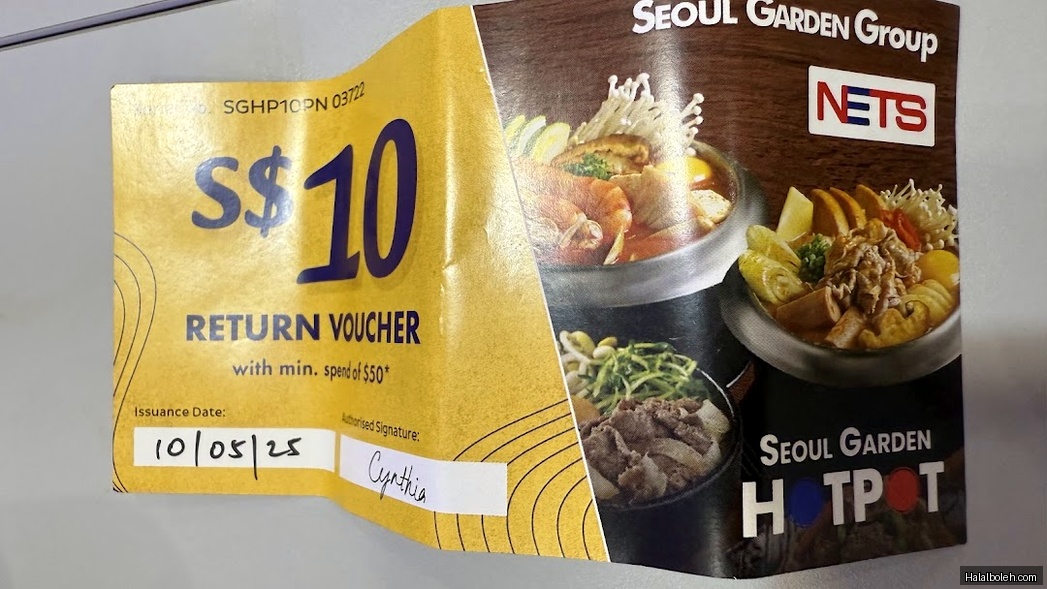 SGHP10PN 03722
S$10
RETURN VOUCHER
with min. spend of $50*
Issuance Date:
10/05/25
Authorised Signature:
Cynthia
SEOUL GARDEN Group
NETS
SEOUL GARDEN
HOTPOT
Halalboleh.com